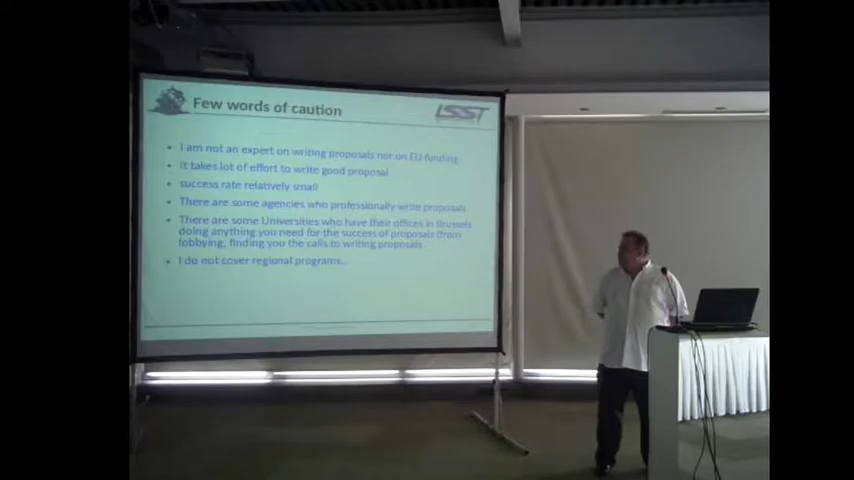 Few words of caution
LSST
• I am not an expert on writing proposals nor on EU funding
• It takes lot of effort to write good proposal
• success rate relatively small
• There are some agencies who professionally write proposals
• There are some Universities who have their offices in Brussels
doing anything you need for the success of proposals (from
lobbying, finding you the calls to writing proposals.
• I do not cover regional programs...